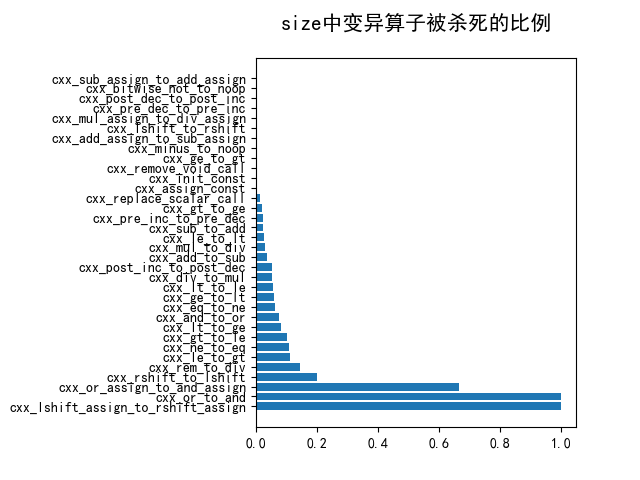 size中变异算子被杀死的比例
cxx_sub_assign_to_add_assign
cxx_bitwise_not_to_noop
cxx_post_dec_to_post_inc
cxx_pre_dec_to_pre_inc
cxx_mul_assign_to_div_assign
cxx_lshift_to_rshift
cxx_add_assign_to_sub_assign
cxx_minus_to_noop
cxx_ge_to_gt
cxx_remove_void_call
cxx_init_const
cxx_assign_const
cxx_replace_scalar_call
cxx_gt_to_ge
cxx_pre_inc_to_pre_dec
cxx_sub_to_add
cxx_le_to_lt
cxx_mul_to_div
cxx_add_to_sub
cxx_post_inc_to_post_dec
cxx_div_to_mul
cxx_lt_to_le
cxx_ge_to_lt
cxx_eq_to_ne
cxx_and_to_or
cxx_lt_to_ge
cxx_gt_to_le
cxx_ne_to_eq
cxx_le_to_gt
cxx_rem_to_div
cxx_rshift_to_lshift
cxx_or_assign_to_and_assign
cxx_or_to_and
cxx_lshift_assign_to_rshift_assign
0.0 0.2 0.4 0.6 0.8 1.0